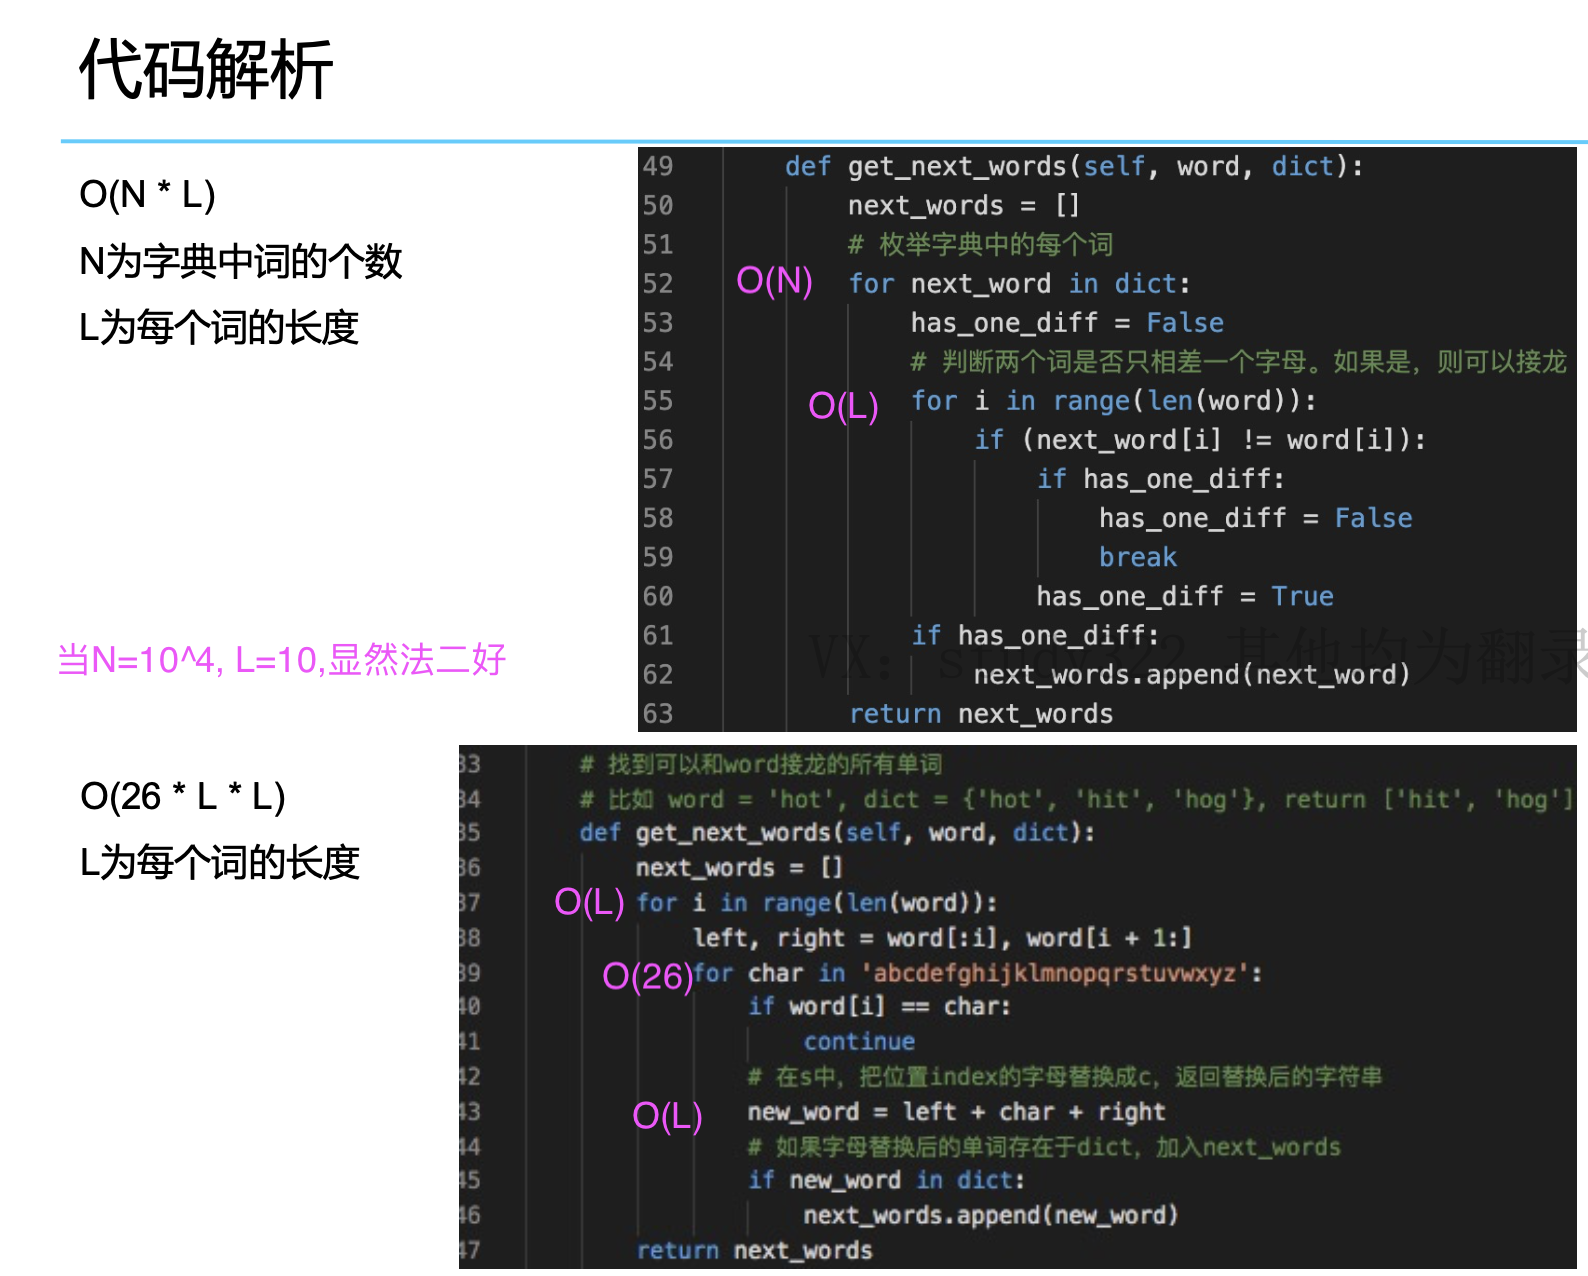 代码解析
O(N * L)
N为字典中词的个数
L为每个词的长度
49 def get_next_words(self, word, dict):
50 next_words = []
51 # 枚举字典中的每个词
O(N)
52 for next_word in dict:
53 has_one_diff = False
54 # 判断两个词是否只相差一个字母。如果是，则可以接龙
O(L)
55 for i in range(len(word)):
56 if (next_word[i] != word[i]):
57 if has_one_diff:
58 has_one_diff = False
59 break
60 has_one_diff = True
61 if has_one_diff:
62 next_words.append(next_word)
63 return next_words
VX：study322 其他均为翻录
当N=10^4, L=10,显然法二好
O(26 * L * L)
L为每个词的长度
33 # 找到可以和word接龙的所有单词
34 # 比如 word = 'hot', dict = {'hot', 'hit', 'hog'}, return ['hit', 'hog']
35 def get_next_words(self, word, dict):
36 next_words = []
O(L)
37 for i in range(len(word)):
38 left, right = word[:i], word[i + 1:]
O(26)
39 for char in 'abcdefghijklmnopqrstuvwxyz':
40 if word[i] == char:
41 continue
42 # 在s中，把位置index的字母替换成c，返回替换后的字符串
O(L)
43 new_word = left + char + right
44 # 如果字母替换后的单词存在于dict，加入next_words
45 if new_word in dict:
46 next_words.append(new_word)
47 return next_words